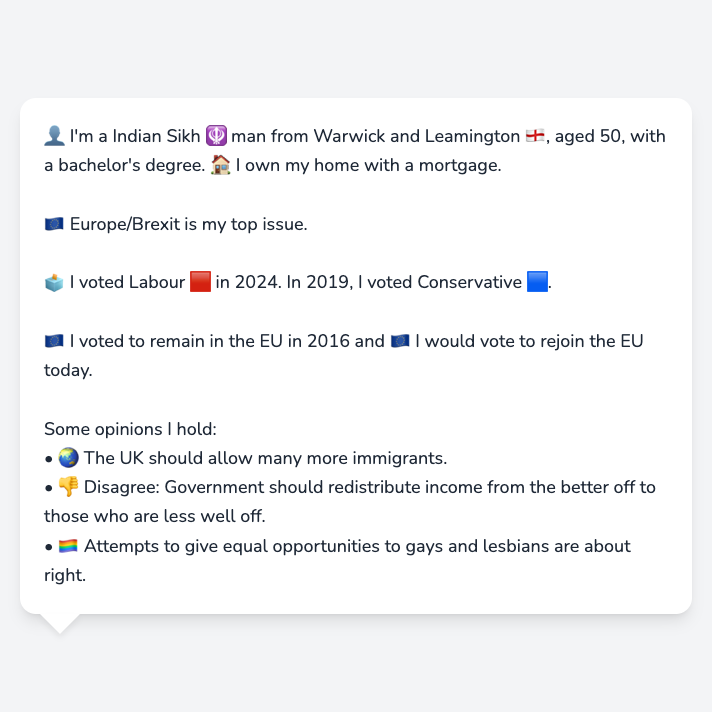 👤 I'm a Indian Sikh 🪯 man from Warwick and Leamington 🏴󠁧󠁢󠁥󠁮󠁧󠁿, aged 50, with
a bachelor's degree. 🏠 I own my home with a mortgage.
🇪🇺 Europe/Brexit is my top issue.
🗳️ I voted Labour 🟥 in 2024. In 2019, I voted Conservative 🟦.
🇪🇺 I voted to remain in the EU in 2016 and 🇪🇺 I would vote to rejoin the EU
today.
Some opinions I hold:
• 🌏 The UK should allow many more immigrants.
• 👎 Disagree: Government should redistribute income from the better off to
those who are less well off.
• 🏳️‍🌈 Attempts to give equal opportunities to gays and lesbians are about
right.